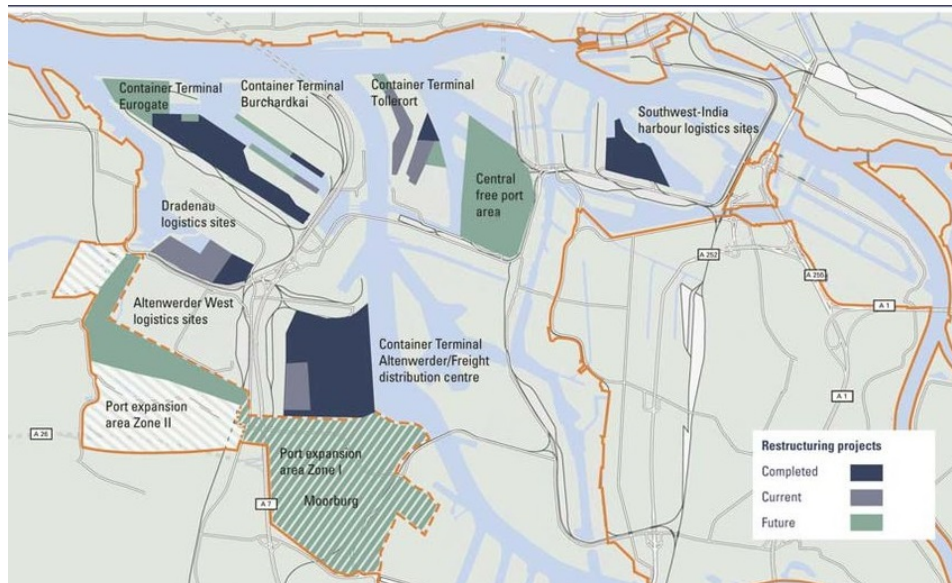 Container Terminal
Eurogate
Container Terminal
Burchardkai
Container Terminal
Tollerort
Southwest-India
harbour logistics sites
Central
free port
area
Dradenau
logistics sites
A 252
A 255
A 1
Altenwerder West
logistics sites
Container Terminal
Altenwerder/Freight
distribution centre
Port expansion
area Zone II
A 1
A 26
Port expansion
area Zone I
Moorburg
A 7
Restructuring projects
Completed
Current
Future